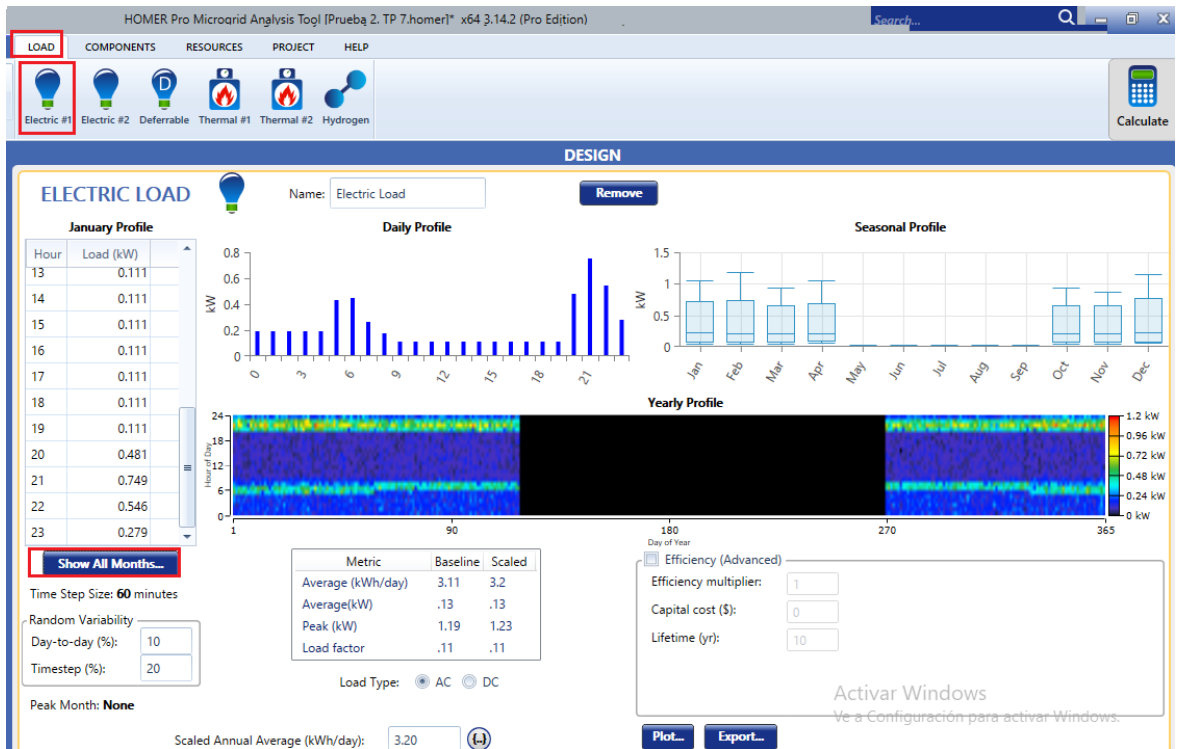 HOMER Pro Microgrid Analysis Tool [Prueba 2. TP 7.homer]* x64 3.14.2 (Pro Edition)
Search...
LOAD COMPONENTS RESOURCES PROJECT HELP
Electric #1 Electric #2 Deferrable Thermal #1 Thermal #2 Hydrogen
D
Calculate
DESIGN
ELECTRIC LOAD
Name: Electric Load
Remove
January Profile
Hour Load (kW)
13 0.111
14 0.111
15 0.111
16 0.111
17 0.111
18 0.111
19 0.111
20 0.481
21 0.749
22 0.546
23 0.279
Show All Months...
Time Step Size: 60 minutes
Random Variability
Day-to-day (%): 10
Timestep (%): 20
Peak Month: None
Daily Profile
kW
0.8
0.6
0.4
0.2
0
0 3 6 9 12 15 18 21
Seasonal Profile
kW
1.5
1
0.5
0
Jan Feb Mar Apr May Jun Jul Aug Sep Oct Nov Dec
Yearly Profile
Hour of Day
24
18
12
6
0
1 90 180 270 365
Day of Year
1.2 kW
0.96 kW
0.72 kW
0.48 kW
0.24 kW
0 kW
Metric Baseline Scaled
Average (kWh/day) 3.11 3.2
Average(kW) .13 .13
Peak (kW) 1.19 1.23
Load factor .11 .11
Load Type: AC DC
Scaled Annual Average (kWh/day): 3.20 {..}
Efficiency (Advanced)
Efficiency multiplier: 1
Capital cost ($): 0
Lifetime (yr): 10
Activar Windows
Ve a Configuración para activar Windows.
Plot... Export...